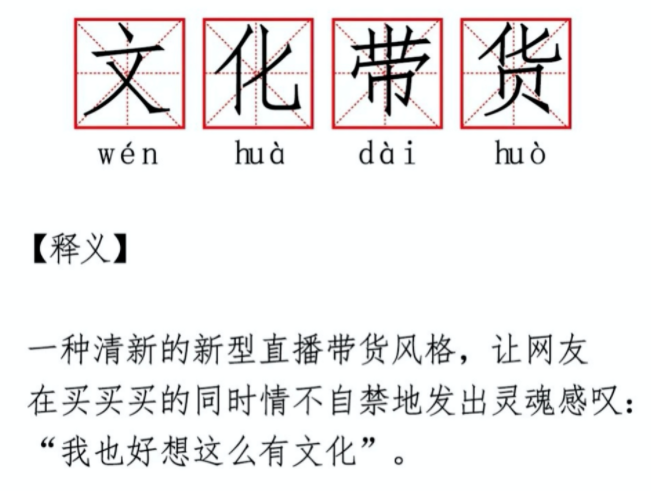 文化带货
wén huà dài huò
【释义】
一种清新的新型直播带货风格，让网友
在买买买的同时情不自禁地发出灵魂感叹：
“我也好想这么有文化”。